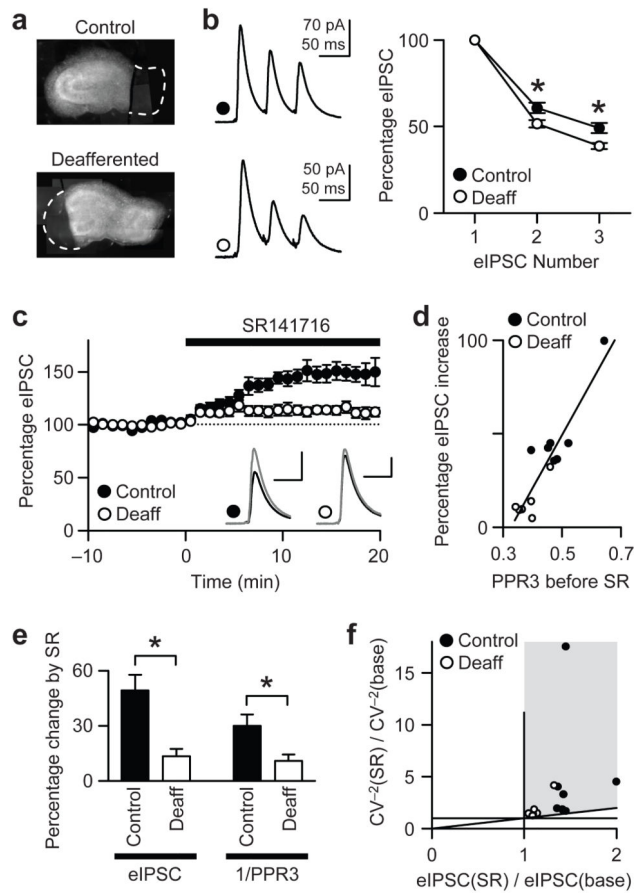 a
Control
Deafferented
b
70 pA
50 ms
50 pA
50 ms
Percentage eIPSC
100
50
0
Control
Deaff
*
*
1
2
3
eIPSC Number
c
SR141716
Percentage eIPSC
150
100
50
0
Control
Deaff
–10
0
10
20
Time (min)
d
Control
Deaff
Percentage eIPSC increase
100
0
0.3
0.5
0.7
PPR3 before SR
e
Percentage change by SR
60
30
0
*
*
Control
Deaff
Control
Deaff
eIPSC
1/PPR3
f
Control
Deaff
CV⁻²(SR) / CV⁻²(base)
15
10
5
0
0
1
2
eIPSC(SR) / eIPSC(base)